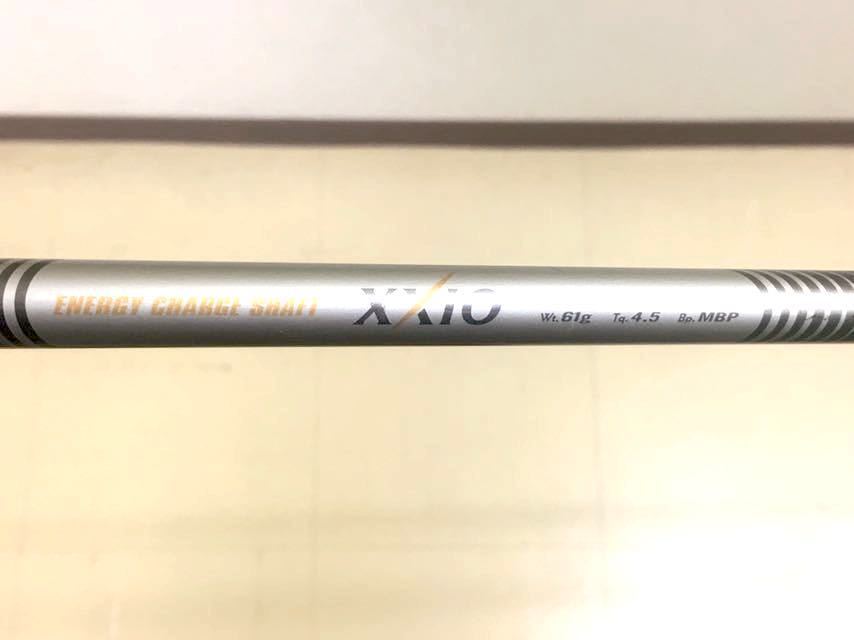 ENERGY CHARGE SHAFT XXIO Wt. 61g Tq. 4.5 Bp. MBP